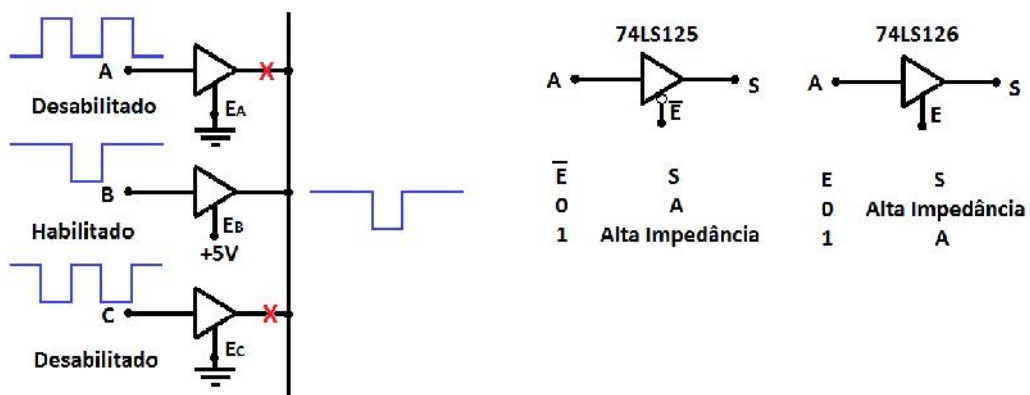 A
Desabilitado
EA
B
Habilitado
EB
+5V
C
Desabilitado
EC
X
X
74LS125
A
S
E̅
E̅ S
0 A
1 Alta Impedância
74LS126
A
S
E
E S
0 Alta Impedância
1 A